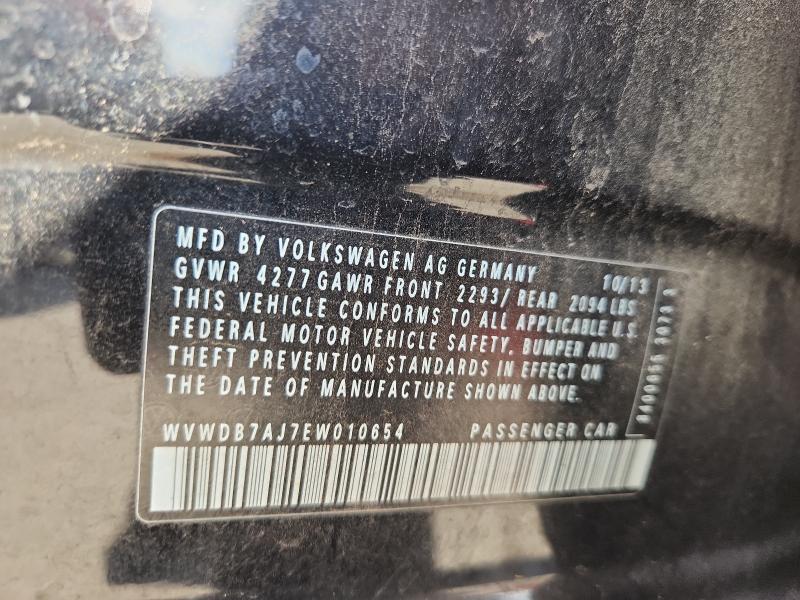 MFD BY VOLKSWAGEN AG GERMANY 10/13
GVWR 4277 GAWR FRONT 2293/ REAR 2094 LBS
THIS VEHICLE CONFORMS TO ALL APPLICABLE U.S.
FEDERAL MOTOR VEHICLE SAFETY, BUMPER AND
THEFT PREVENTION STANDARDS IN EFFECT ON
THE DATE OF MANUFACTURE SHOWN ABOVE.
WVWDB7AJ7EW010654 PASSENGER CAR